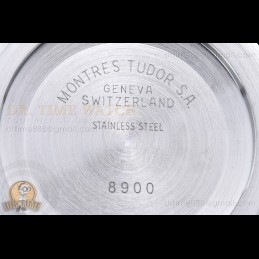 MONTRES TUDOR S.A.
GENEVA
SWITZERLAND
STAINLESS STEEL
8900